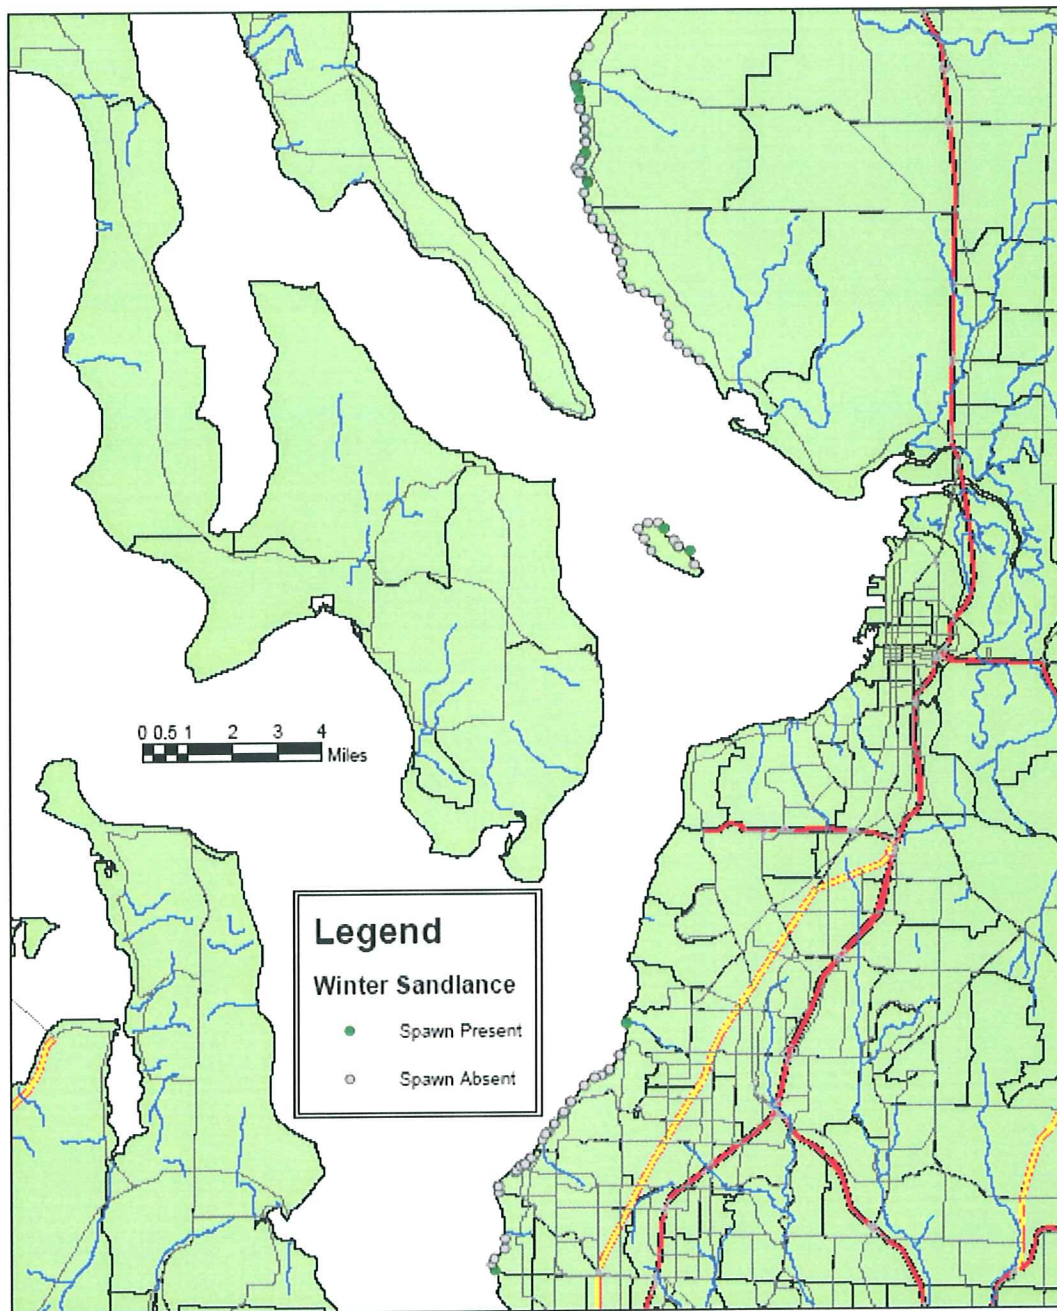 0 0.5 1 2 3 4
Miles
Legend
Winter Sandlance
Spawn Present
Spawn Absent